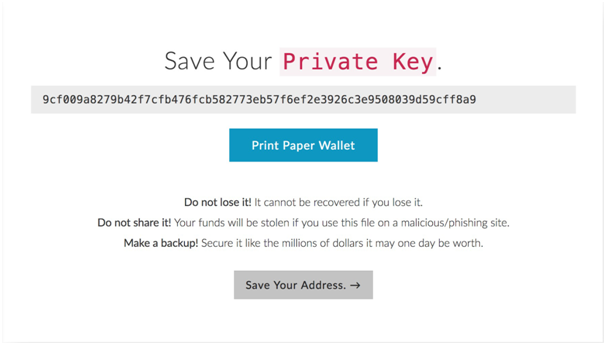 Save Your Private Key.
9cf009a8279b42f7cfb476fcb582773eb57f6ef2e3926c3e9508039d59cff8a9
Print Paper Wallet
Do not lose it! It cannot be recovered if you lose it.
Do not share it! Your funds will be stolen if you use this file on a malicious/phishing site.
Make a backup! Secure it like the millions of dollars it may one day be worth.
Save Your Address. →